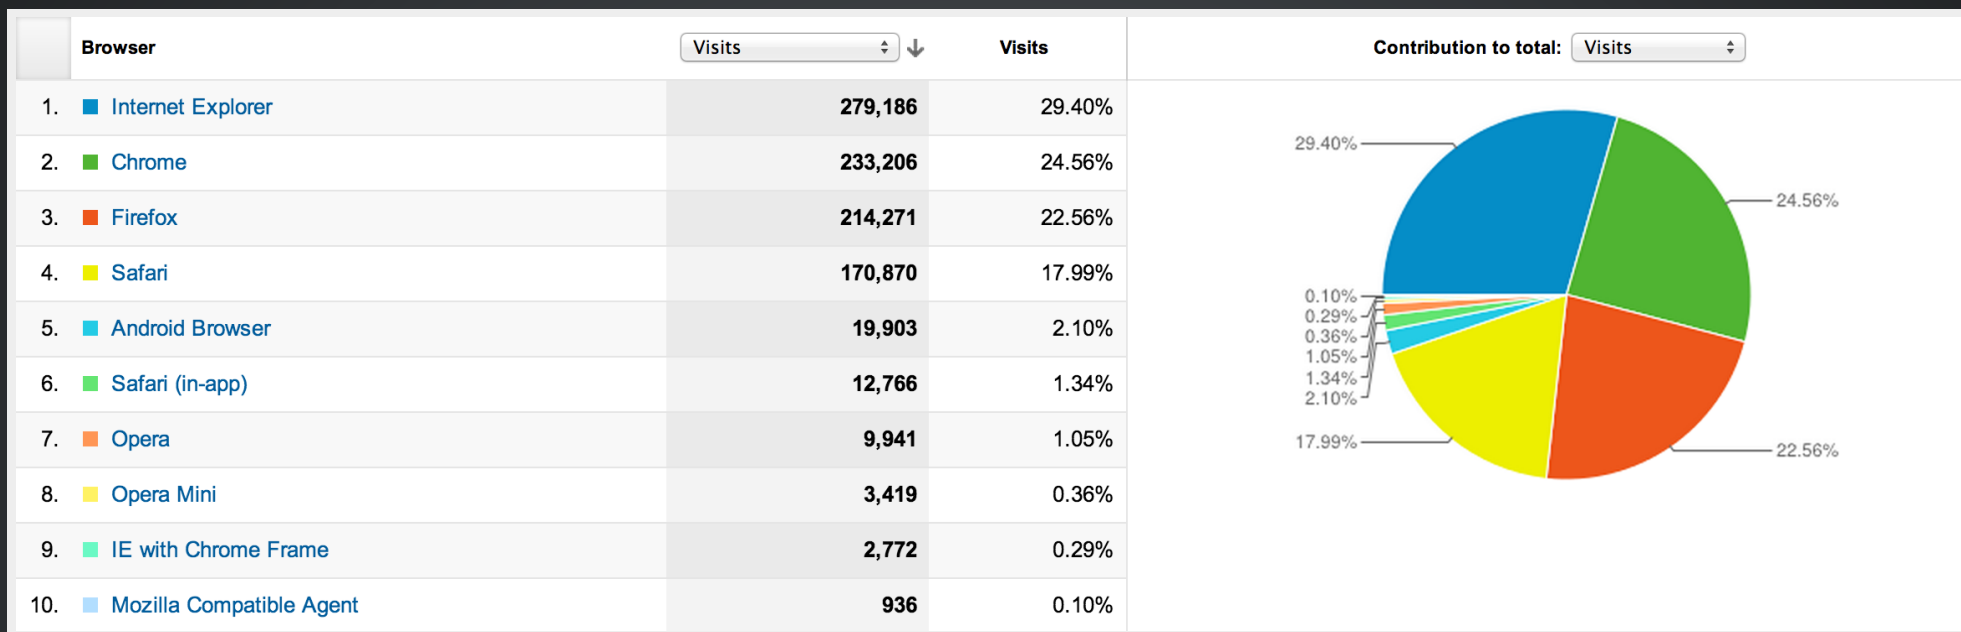 Browser Visits Visits Contribution to total: Visits
1. Internet Explorer 279,186 29.40%
2. Chrome 233,206 24.56%
3. Firefox 214,271 22.56%
4. Safari 170,870 17.99%
5. Android Browser 19,903 2.10%
6. Safari (in-app) 12,766 1.34%
7. Opera 9,941 1.05%
8. Opera Mini 3,419 0.36%
9. IE with Chrome Frame 2,772 0.29%
10. Mozilla Compatible Agent 936 0.10%
29.40%
24.56%
0.10%
0.29%
0.36%
1.05%
1.34%
2.10%
17.99%
22.56%